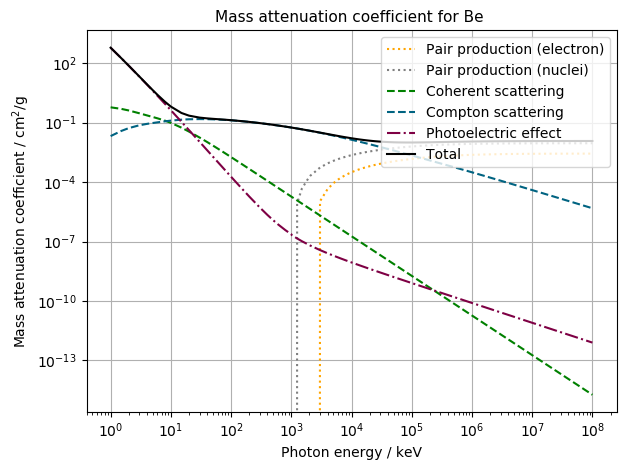 Mass attenuation coefficient for Be
Pair production (electron)
Pair production (nuclei)
Coherent scattering
Compton scattering
Photoelectric effect
Total
Mass attenuation coefficient / cm²/g
10²
10⁻¹
10⁻⁴
10⁻⁷
10⁻¹⁰
10⁻¹³
10⁰ 10¹ 10² 10³ 10⁴ 10⁵ 10⁶ 10⁷ 10⁸
Photon energy / keV